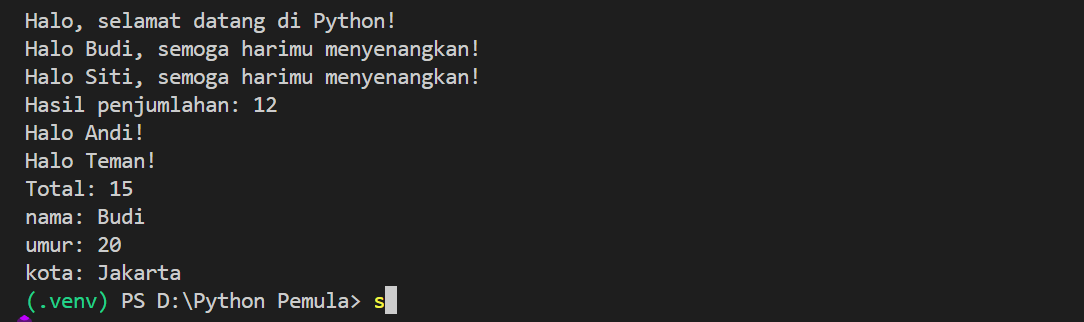 Halo, selamat datang di Python!
Halo Budi, semoga harimu menyenangkan!
Halo Siti, semoga harimu menyenangkan!
Hasil penjumlahan: 12
Halo Andi!
Halo Teman!
Total: 15
nama: Budi
umur: 20
kota: Jakarta
(.venv) PS D:\Python Pemula> s